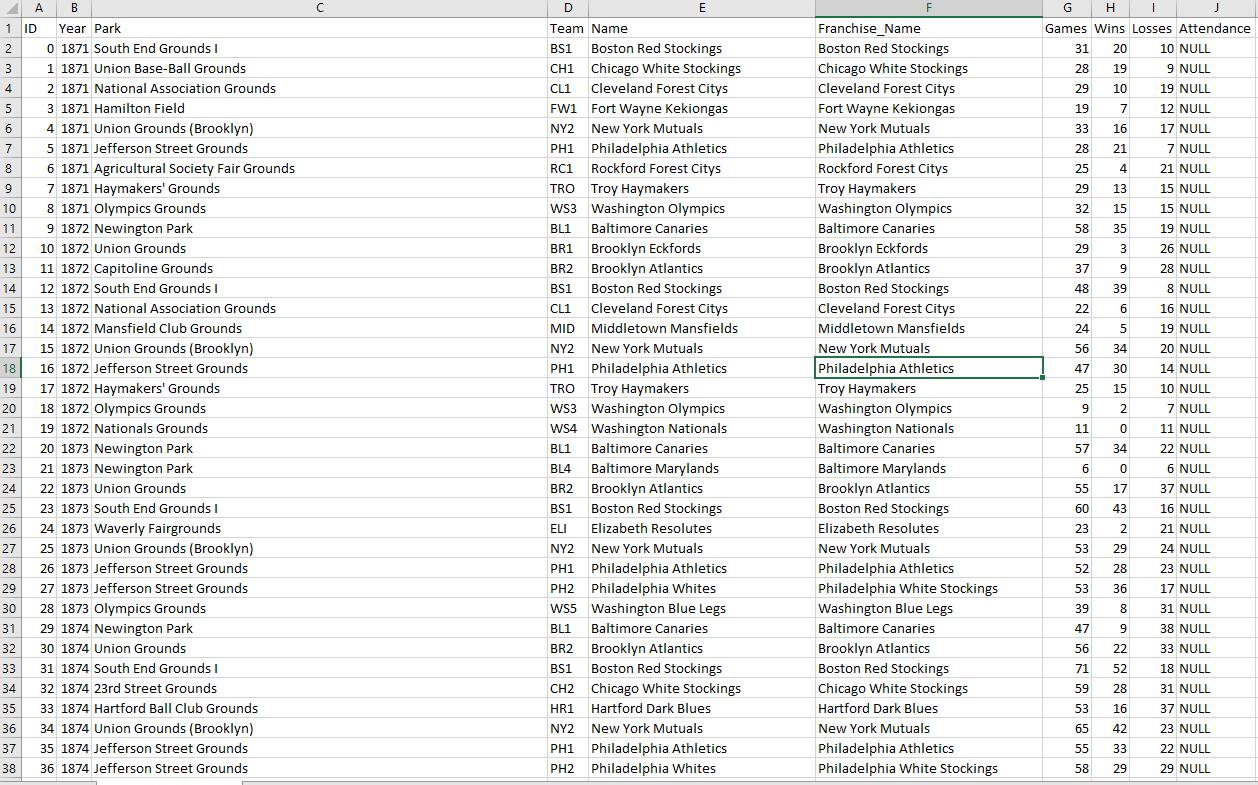 A B C D E F G H I J
1 ID Year Park Team Name Franchise_Name Games Wins Losses Attendance
2 0 1871 South End Grounds I BS1 Boston Red Stockings Boston Red Stockings 31 20 10 NULL
3 1 1871 Union Base-Ball Grounds CH1 Chicago White Stockings Chicago White Stockings 28 19 9 NULL
4 2 1871 National Association Grounds CL1 Cleveland Forest Citys Cleveland Forest Citys 29 10 19 NULL
5 3 1871 Hamilton Field FW1 Fort Wayne Kekiongas Fort Wayne Kekiongas 19 7 12 NULL
6 4 1871 Union Grounds (Brooklyn) NY2 New York Mutuals New York Mutuals 33 16 17 NULL
7 5 1871 Jefferson Street Grounds PH1 Philadelphia Athletics Philadelphia Athletics 28 21 7 NULL
8 6 1871 Agricultural Society Fair Grounds RC1 Rockford Forest Citys Rockford Forest Citys 25 4 21 NULL
9 7 1871 Haymakers' Grounds TRO Troy Haymakers Troy Haymakers 29 13 15 NULL
10 8 1871 Olympics Grounds WS3 Washington Olympics Washington Olympics 32 15 15 NULL
11 9 1872 Newington Park BL1 Baltimore Canaries Baltimore Canaries 58 35 19 NULL
12 10 1872 Union Grounds BR1 Brooklyn Eckfords Brooklyn Eckfords 29 3 26 NULL
13 11 1872 Capitoline Grounds BR2 Brooklyn Atlantics Brooklyn Atlantics 37 9 28 NULL
14 12 1872 South End Grounds I BS1 Boston Red Stockings Boston Red Stockings 48 39 8 NULL
15 13 1872 National Association Grounds CL1 Cleveland Forest Citys Cleveland Forest Citys 22 6 16 NULL
16 14 1872 Mansfield Club Grounds MID Middletown Mansfields Middletown Mansfields 24 5 19 NULL
17 15 1872 Union Grounds (Brooklyn) NY2 New York Mutuals New York Mutuals 56 34 20 NULL
18 16 1872 Jefferson Street Grounds PH1 Philadelphia Athletics Philadelphia Athletics 47 30 14 NULL
19 17 1872 Haymakers' Grounds TRO Troy Haymakers Troy Haymakers 25 15 10 NULL
20 18 1872 Olympics Grounds WS3 Washington Olympics Washington Olympics 9 2 7 NULL
21 19 1872 Nationals Grounds WS4 Washington Nationals Washington Nationals 11 0 11 NULL
22 20 1873 Newington Park BL1 Baltimore Canaries Baltimore Canaries 57 34 22 NULL
23 21 1873 Newington Park BL4 Baltimore Marylands Baltimore Marylands 6 0 6 NULL
24 22 1873 Union Grounds BR2 Brooklyn Atlantics Brooklyn Atlantics 55 17 37 NULL
25 23 1873 South End Grounds I BS1 Boston Red Stockings Boston Red Stockings 60 43 16 NULL
26 24 1873 Waverly Fairgrounds ELI Elizabeth Resolutes Elizabeth Resolutes 23 2 21 NULL
27 25 1873 Union Grounds (Brooklyn) NY2 New York Mutuals New York Mutuals 53 29 24 NULL
28 26 1873 Jefferson Street Grounds PH1 Philadelphia Athletics Philadelphia Athletics 52 28 23 NULL
29 27 1873 Jefferson Street Grounds PH2 Philadelphia Whites Philadelphia White Stockings 53 36 17 NULL
30 28 1873 Olympics Grounds WS5 Washington Blue Legs Washington Blue Legs 39 8 31 NULL
31 29 1874 Newington Park BL1 Baltimore Canaries Baltimore Canaries 47 9 38 NULL
32 30 1874 Union Grounds BR2 Brooklyn Atlantics Brooklyn Atlantics 56 22 33 NULL
33 31 1874 South End Grounds I BS1 Boston Red Stockings Boston Red Stockings 71 52 18 NULL
34 32 1874 23rd Street Grounds CH2 Chicago White Stockings Chicago White Stockings 59 28 31 NULL
35 33 1874 Hartford Ball Club Grounds HR1 Hartford Dark Blues Hartford Dark Blues 53 16 37 NULL
36 34 1874 Union Grounds (Brooklyn) NY2 New York Mutuals New York Mutuals 65 42 23 NULL
37 35 1874 Jefferson Street Grounds PH1 Philadelphia Athletics Philadelphia Athletics 55 33 22 NULL
38 36 1874 Jefferson Street Grounds PH2 Philadelphia Whites Philadelphia White Stockings 58 29 29 NULL